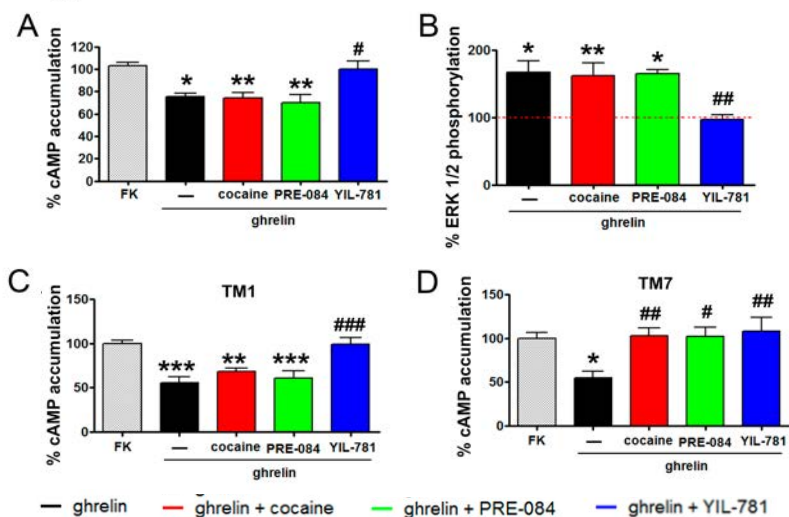 A
% cAMP accumulation
120
100
80
60
40
20
0
*
**
**
#
FK
—
cocaine
PRE-084
YIL-781
ghrelin
B
% ERK 1/2 phosphorylation
200
150
100
50
0
*
**
*
##
—
cocaine
PRE-084
YIL-781
ghrelin
C
TM1
% cAMP accumulation
150
100
50
0
***
**
***
###
FK
—
cocaine
PRE-084
YIL-781
ghrelin
D
TM7
% cAMP accumulation
150
100
50
0
*
##
#
##
FK
—
cocaine
PRE-084
YIL-781
ghrelin
ghrelin ghrelin + cocaine ghrelin + PRE-084 ghrelin + YIL-781